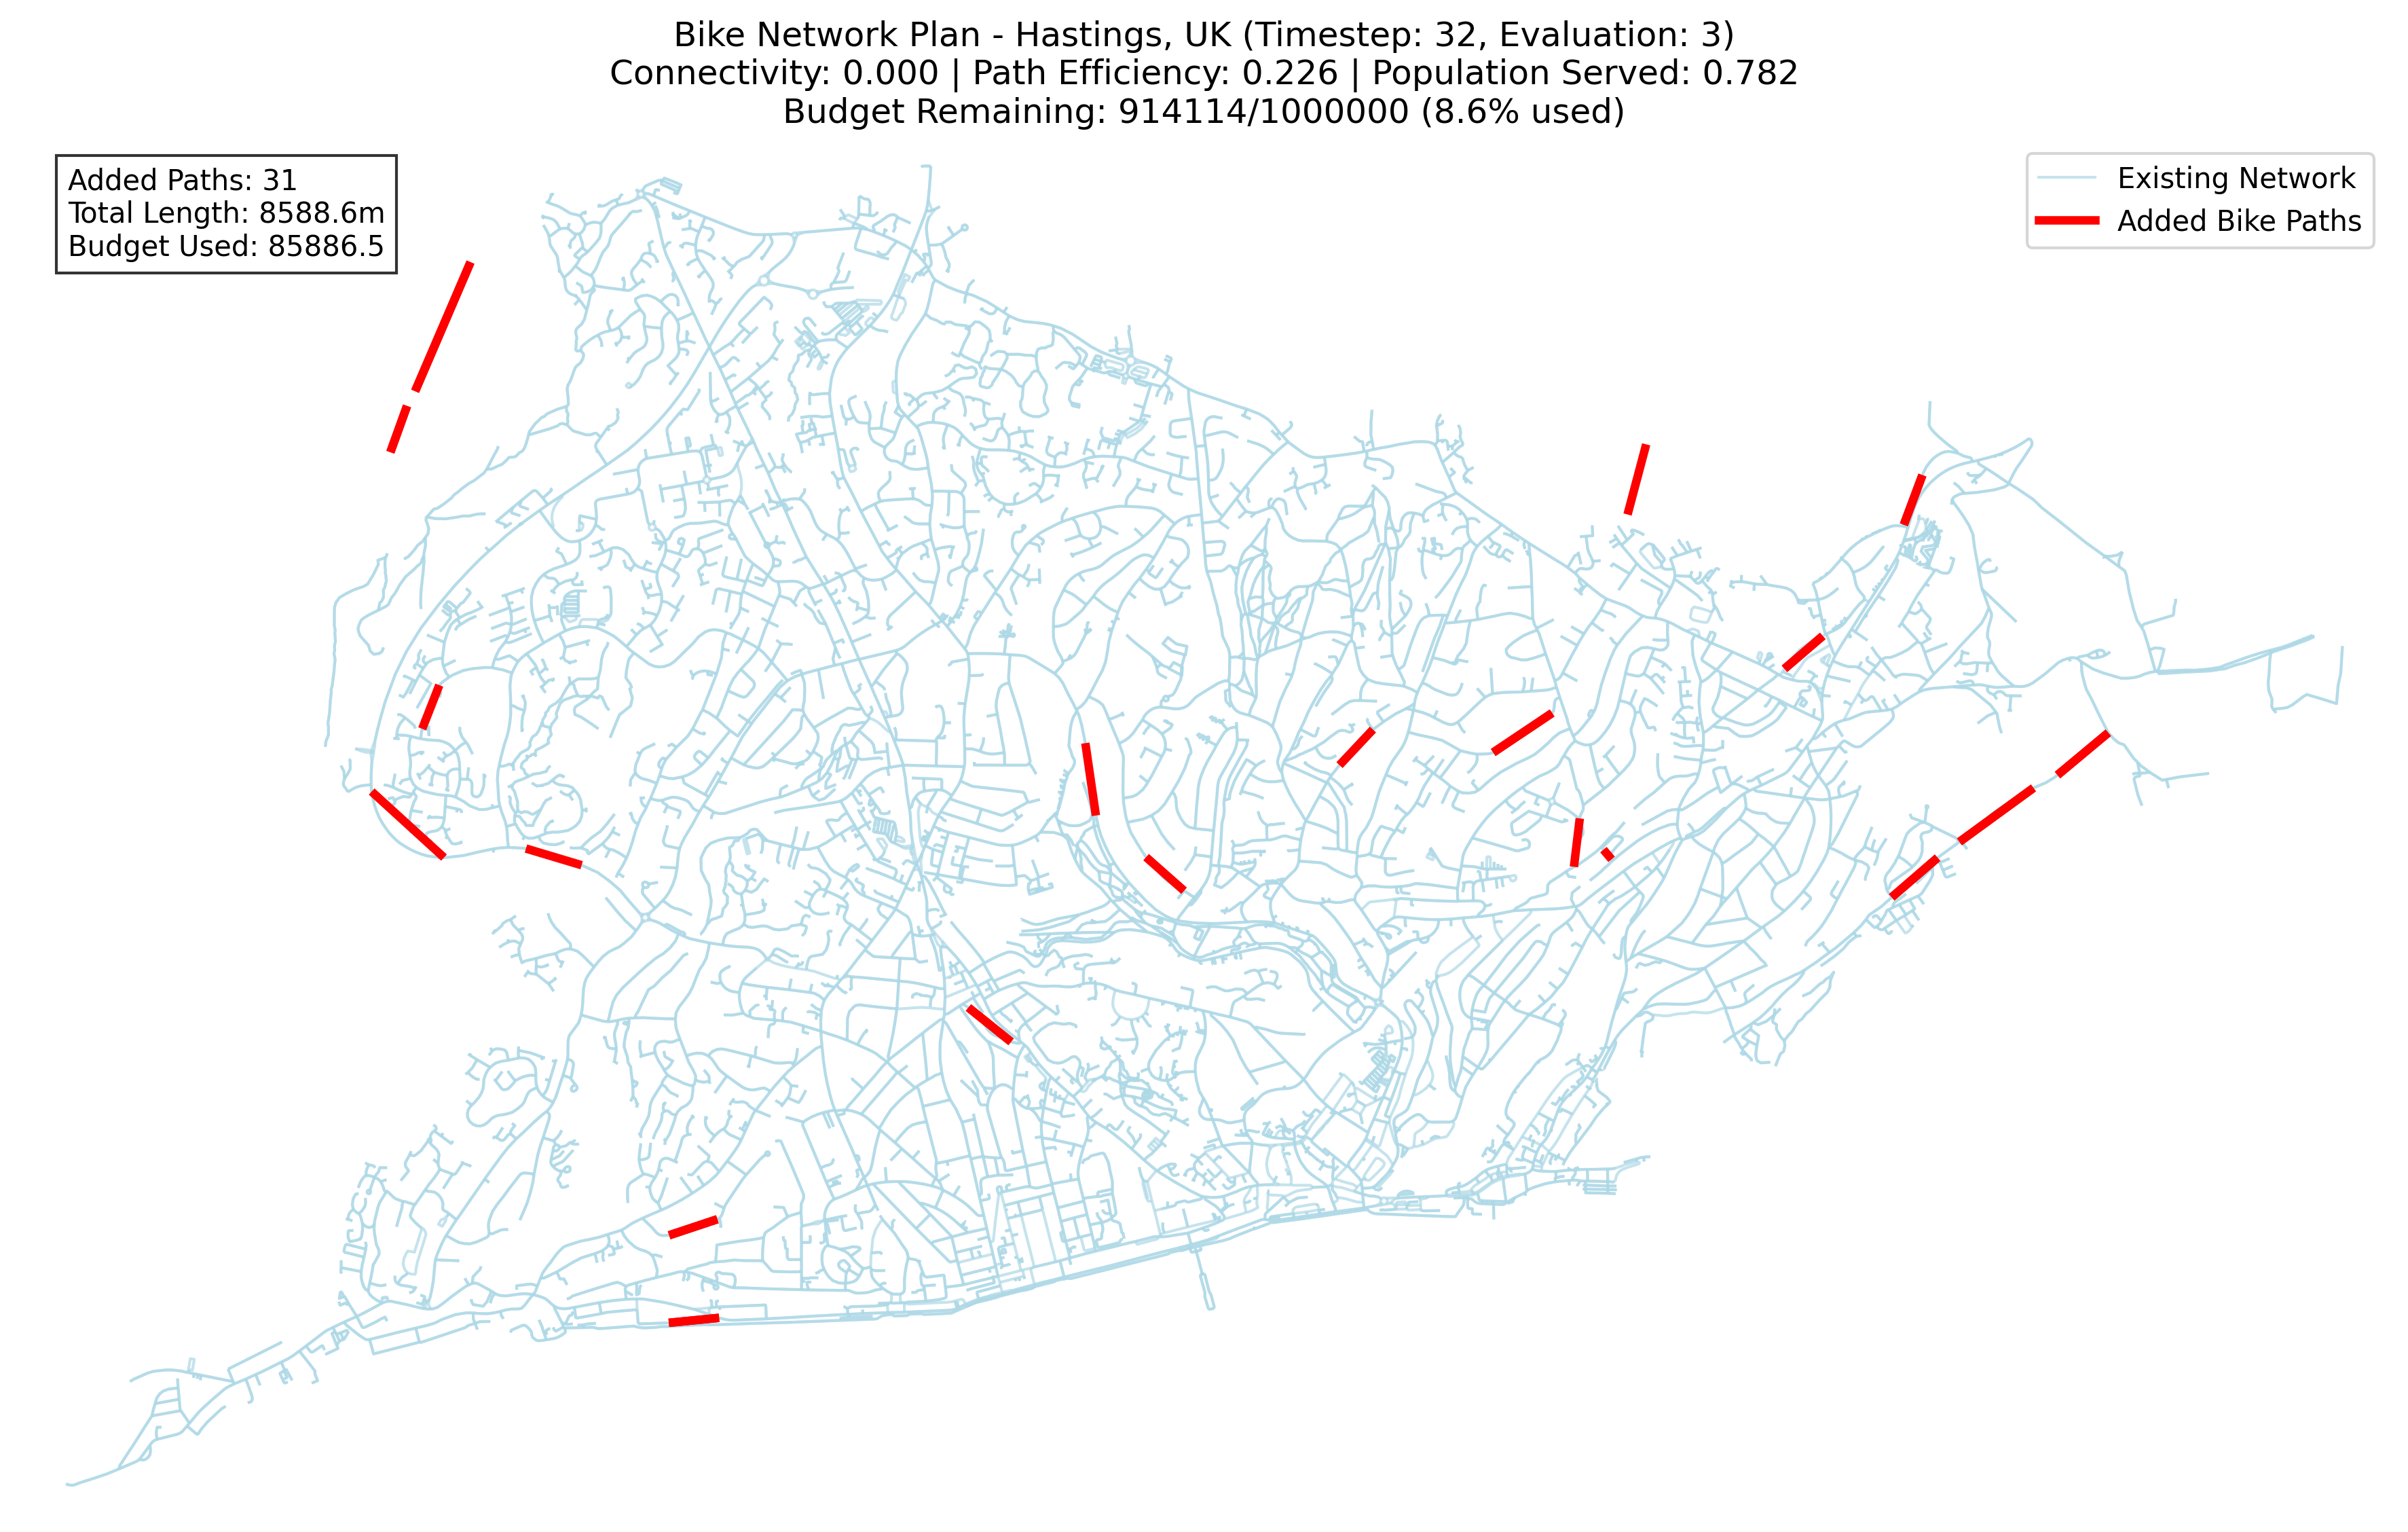 Bike Network Plan - Hastings, UK (Timestep: 32, Evaluation: 3)
Connectivity: 0.000 | Path Efficiency: 0.226 | Population Served: 0.782
Budget Remaining: 914114/1000000 (8.6% used)
Added Paths: 31
Total Length: 8588.6m
Budget Used: 85886.5
Existing Network
Added Bike Paths